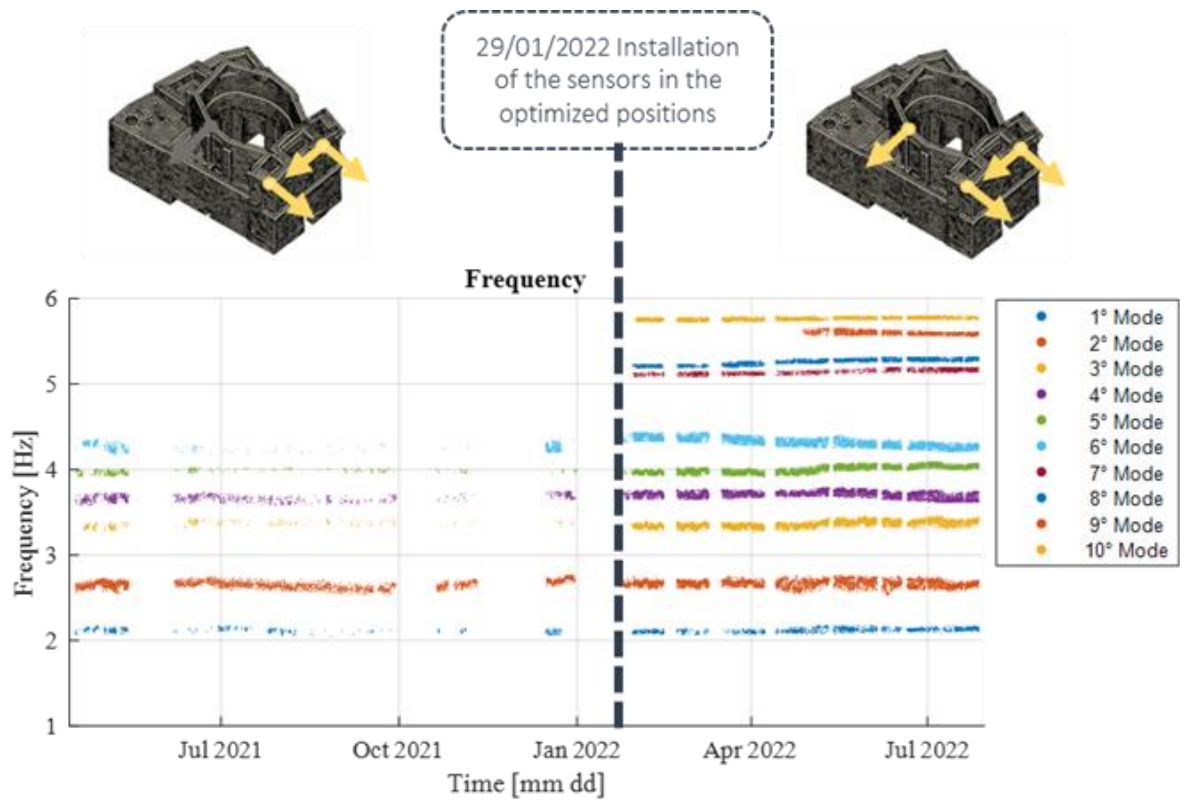 29/01/2022 Installation
of the sensors in the
optimized positions
Frequency
6
5
4
3
2
1
Frequency [Hz]
Jul 2021
Oct 2021
Jan 2022
Apr 2022
Jul 2022
Time [mm dd]
1° Mode
2° Mode
3° Mode
4° Mode
5° Mode
6° Mode
7° Mode
8° Mode
9° Mode
10° Mode